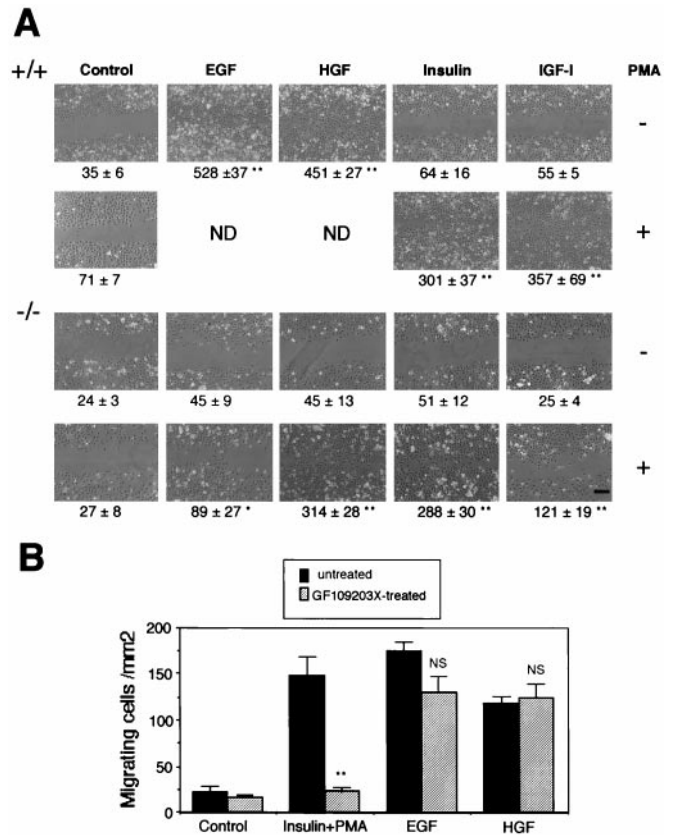 A
+/+ Control EGF HGF Insulin IGF-I PMA
-
35 ± 6 528 ±37 ** 451 ± 27 ** 64 ± 16 55 ± 5
ND ND +
71 ± 7 301 ± 37 ** 357 ± 69 **
-/-
-
24 ± 3 45 ± 9 45 ± 13 51 ± 12 25 ± 4
+
27 ± 8 89 ± 27 * 314 ± 28 ** 288 ± 30 ** 121 ± 19 **
B
untreated
GF109203X-treated
Migrating cells /mm2
200
150
100
50
0
NS
NS
**
Control Insulin+PMA EGF HGF